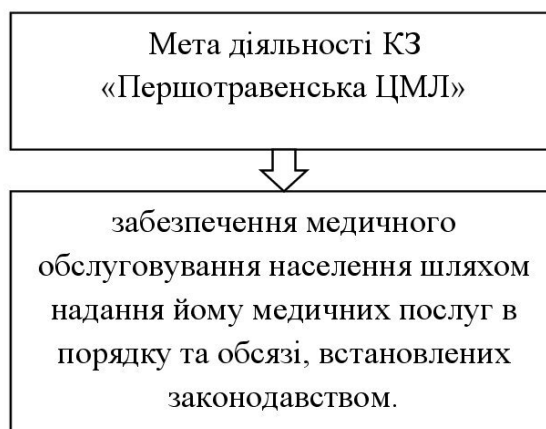 Мета діяльності КЗ
«Першотравенська ЦМЛ»
забезпечення медичного
обслуговування населення шляхом
надання йому медичних послуг в
порядку та обсязі, встановлених
законодавством.